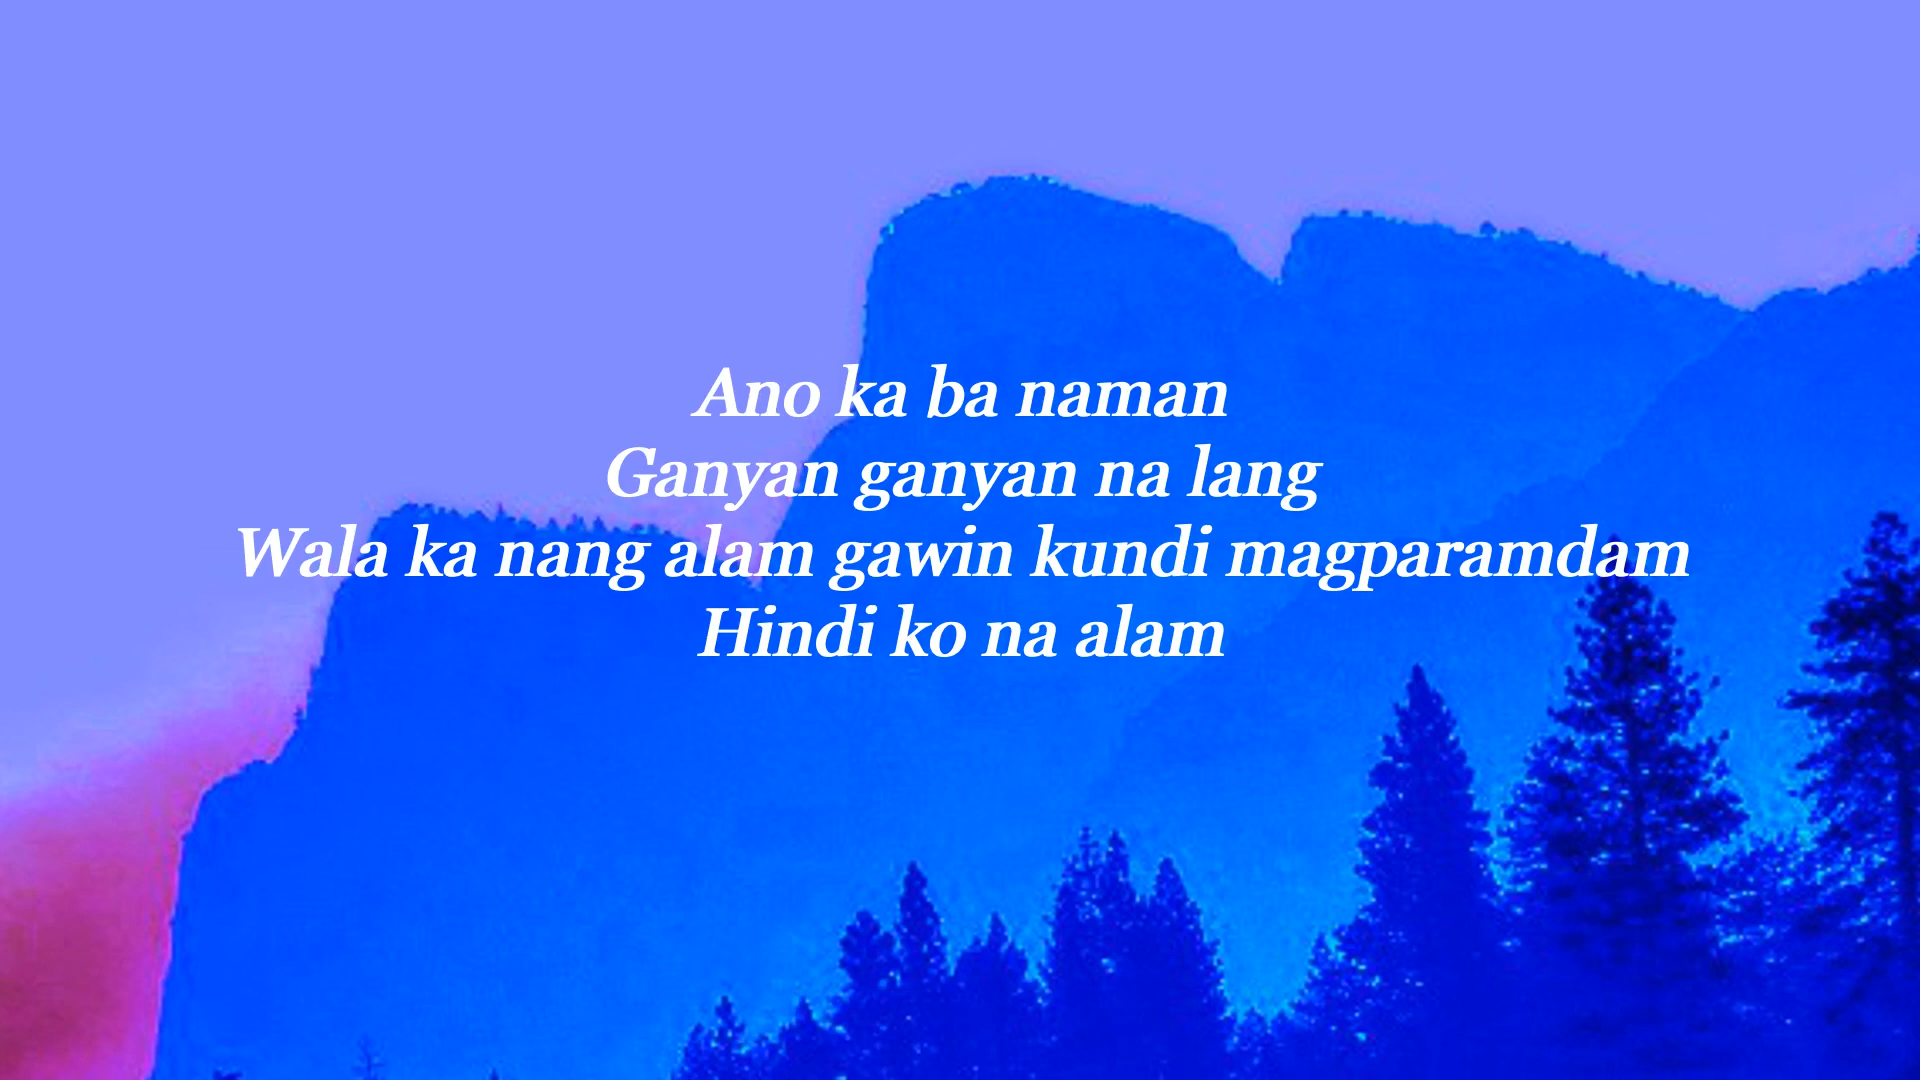 Ano ka ba naman
Ganyan ganyan na lang
Wala ka nang alam gawin kundi magparamdam
Hindi ko na alam